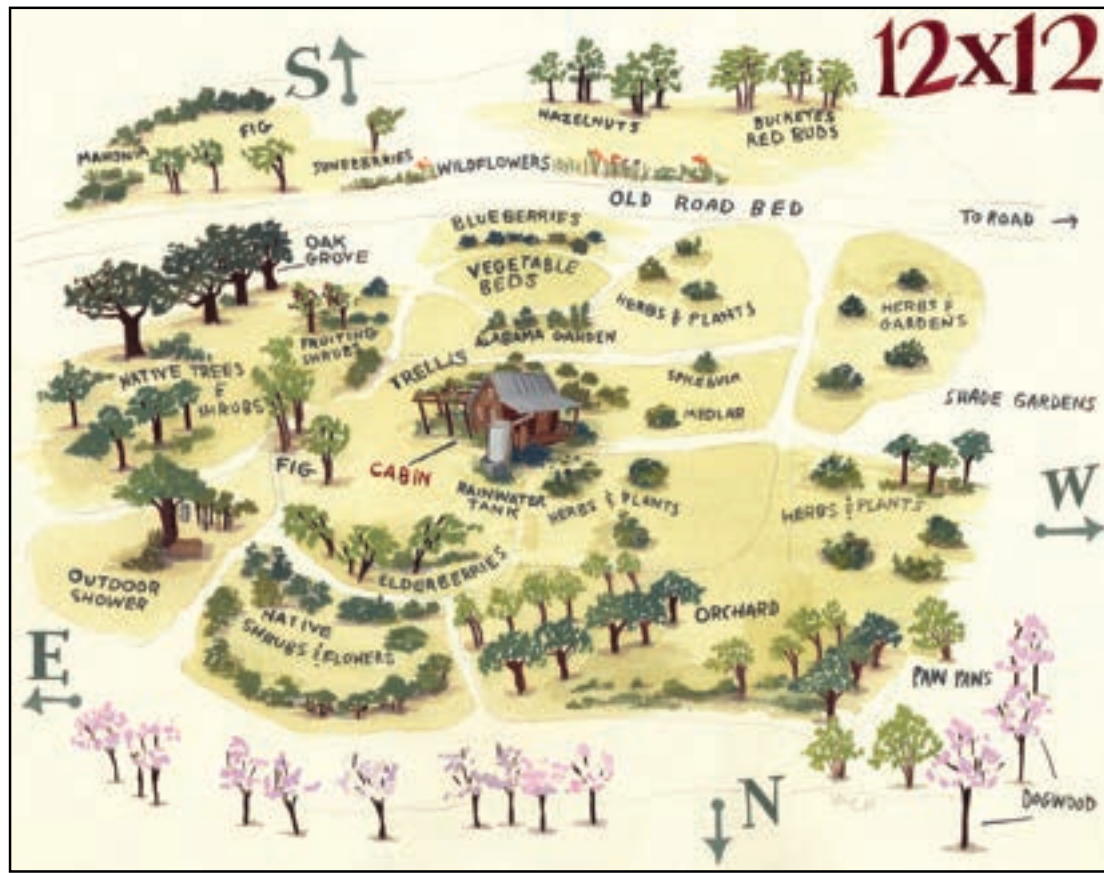 12x12
S
HAZELNUTS
BUCKEYES
RED BUDS
FIG
MAHONIA
JUNEBERRIES
WILDFLOWERS
OLD ROAD BED
TO ROAD →
BLUEBERRIES
OAK
GROVE
VEGETABLE
BEDS
HERBS & PLANTS
HERBS &
GARDENS
FRUITING
SHRUBS
ALABAMA GARDEN
TRELLIS
NATIVE TREES
&
SHRUBS
MEDLAR
SHADE GARDENS
FIG
CABIN
RAINWATER
TANK
HERBS & PLANTS
HERBS & PLANTS
W
ELDERBERRIES
OUTDOOR
SHOWER
NATIVE
SHRUBS & FLOWERS
ORCHARD
E
PAW PAWS
N
DOGWOOD